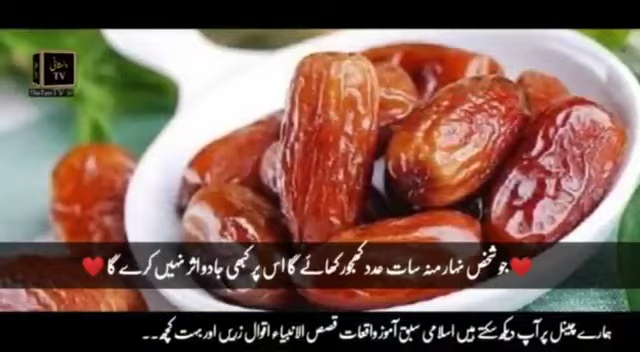 TV
❤️ جو شخص نہار منہ سات عدد کھجور کھائے گا اس پر کبھی جادو اثر نہیں کرے گا ❤️
ہمارے چینل پر آپ دیکھ سکتے ہیں اسلامی سبق آموز واقعات قصص الانبیاء اقوال زریں اور بہت کچھ۔۔